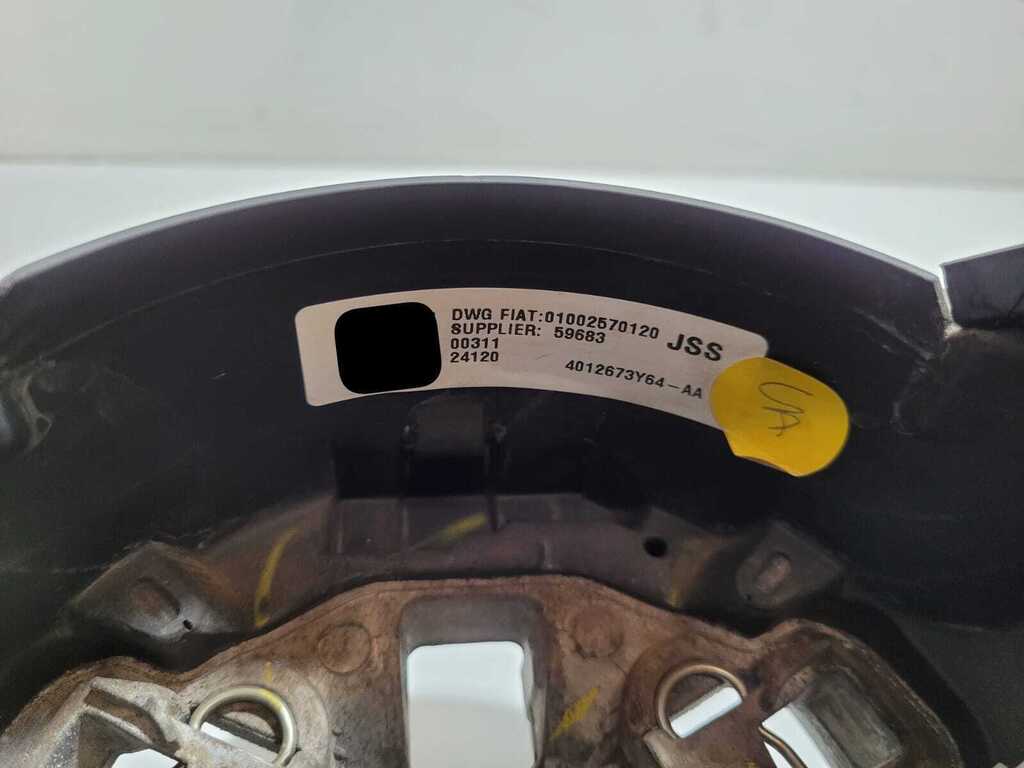 DWG FIAT:01002570120
SUPPLIER: 59683
00311
24120
JSS
4012673Y64-AA
UA